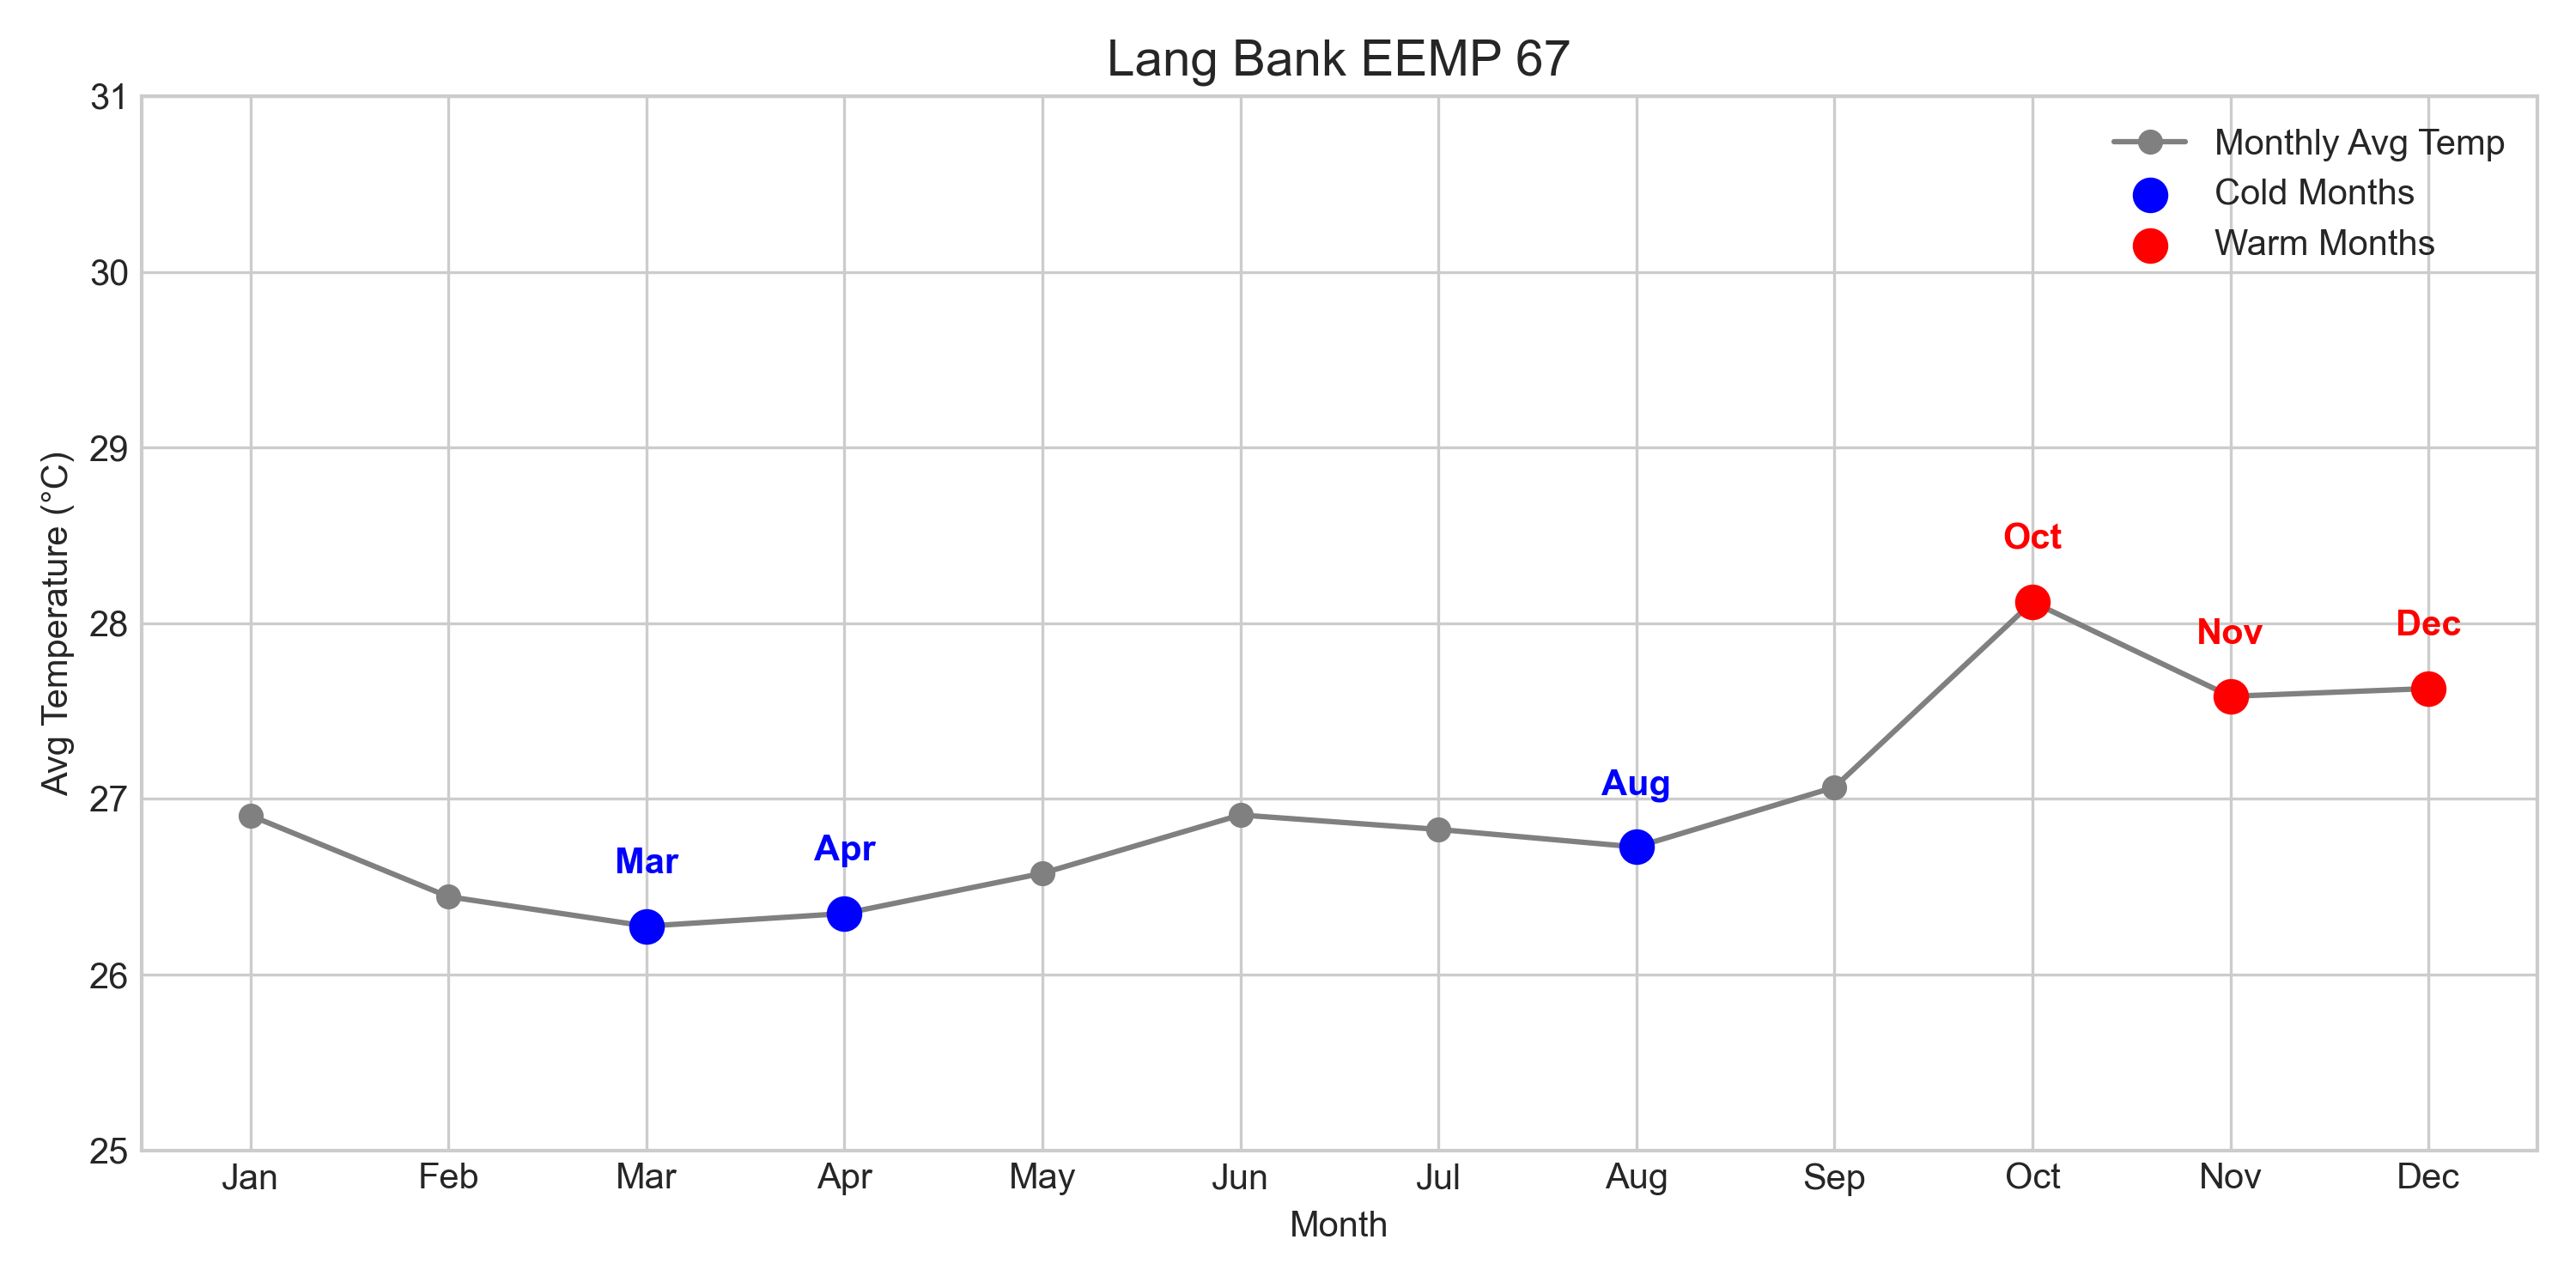 Lang Bank EEMP 67
31
30
29
28
27
26
25
Avg Temperature (°C)
Monthly Avg Temp
Cold Months
Warm Months
Mar
Apr
Aug
Oct
Nov
Dec
Jan Feb Mar Apr May Jun Jul Aug Sep Oct Nov Dec
Month